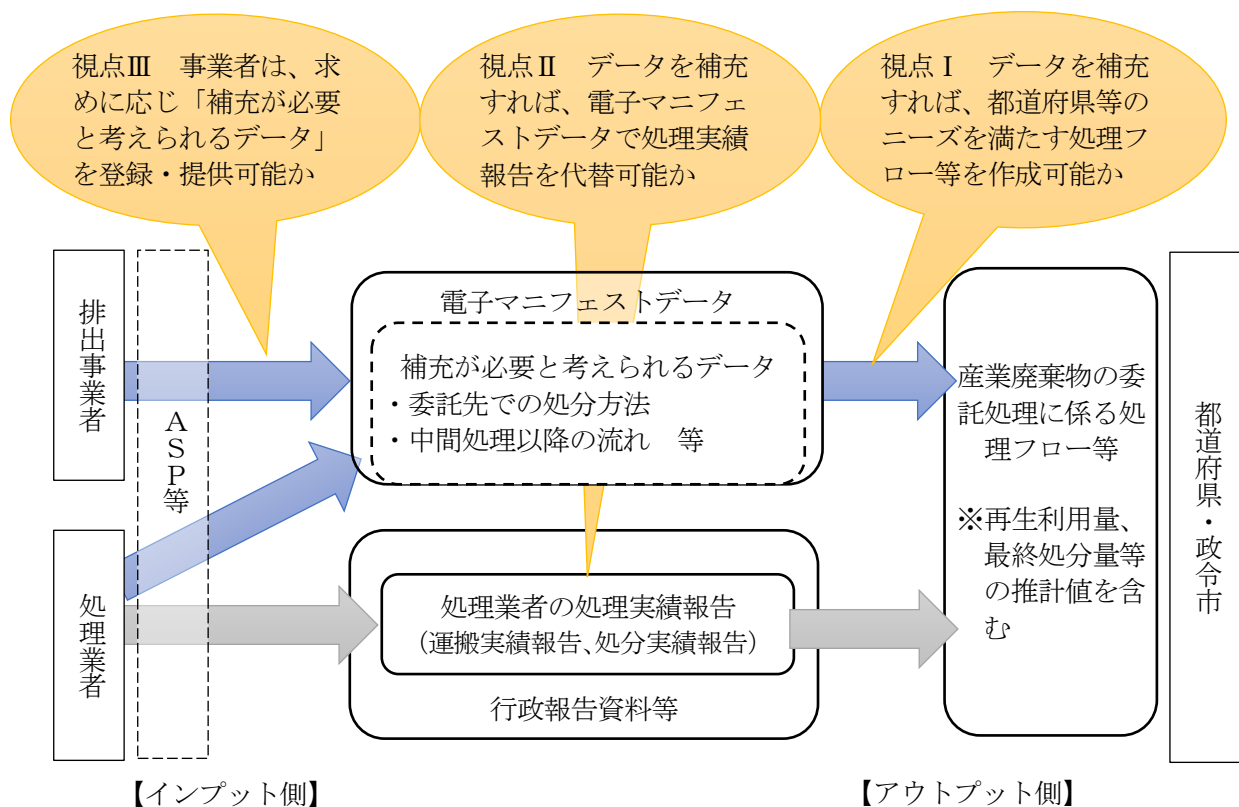 視点Ⅲ　事業者は、求
めに応じ「補充が必要
と考えられるデータ」
を登録・提供可能か
視点Ⅱ　データを補充
すれば、電子マニフェ
ストデータで処理実績
報告を代替可能か
視点Ⅰ　データを補充
すれば、都道府県等の
ニーズを満たす処理フ
ロー等を作成可能か
排出事業者
処理業者
ＡＳＰ等
電子マニフェストデータ
補充が必要と考えられるデータ
・委託先での処分方法
・中間処理以降の流れ　等
処理業者の処理実績報告
（運搬実績報告、処分実績報告）
行政報告資料等
産業廃棄物の委
託処理に係る処
理フロー等
※再生利用量、
最終処分量等
の推計値を含
む
都道府県・政令市
【インプット側】
【アウトプット側】